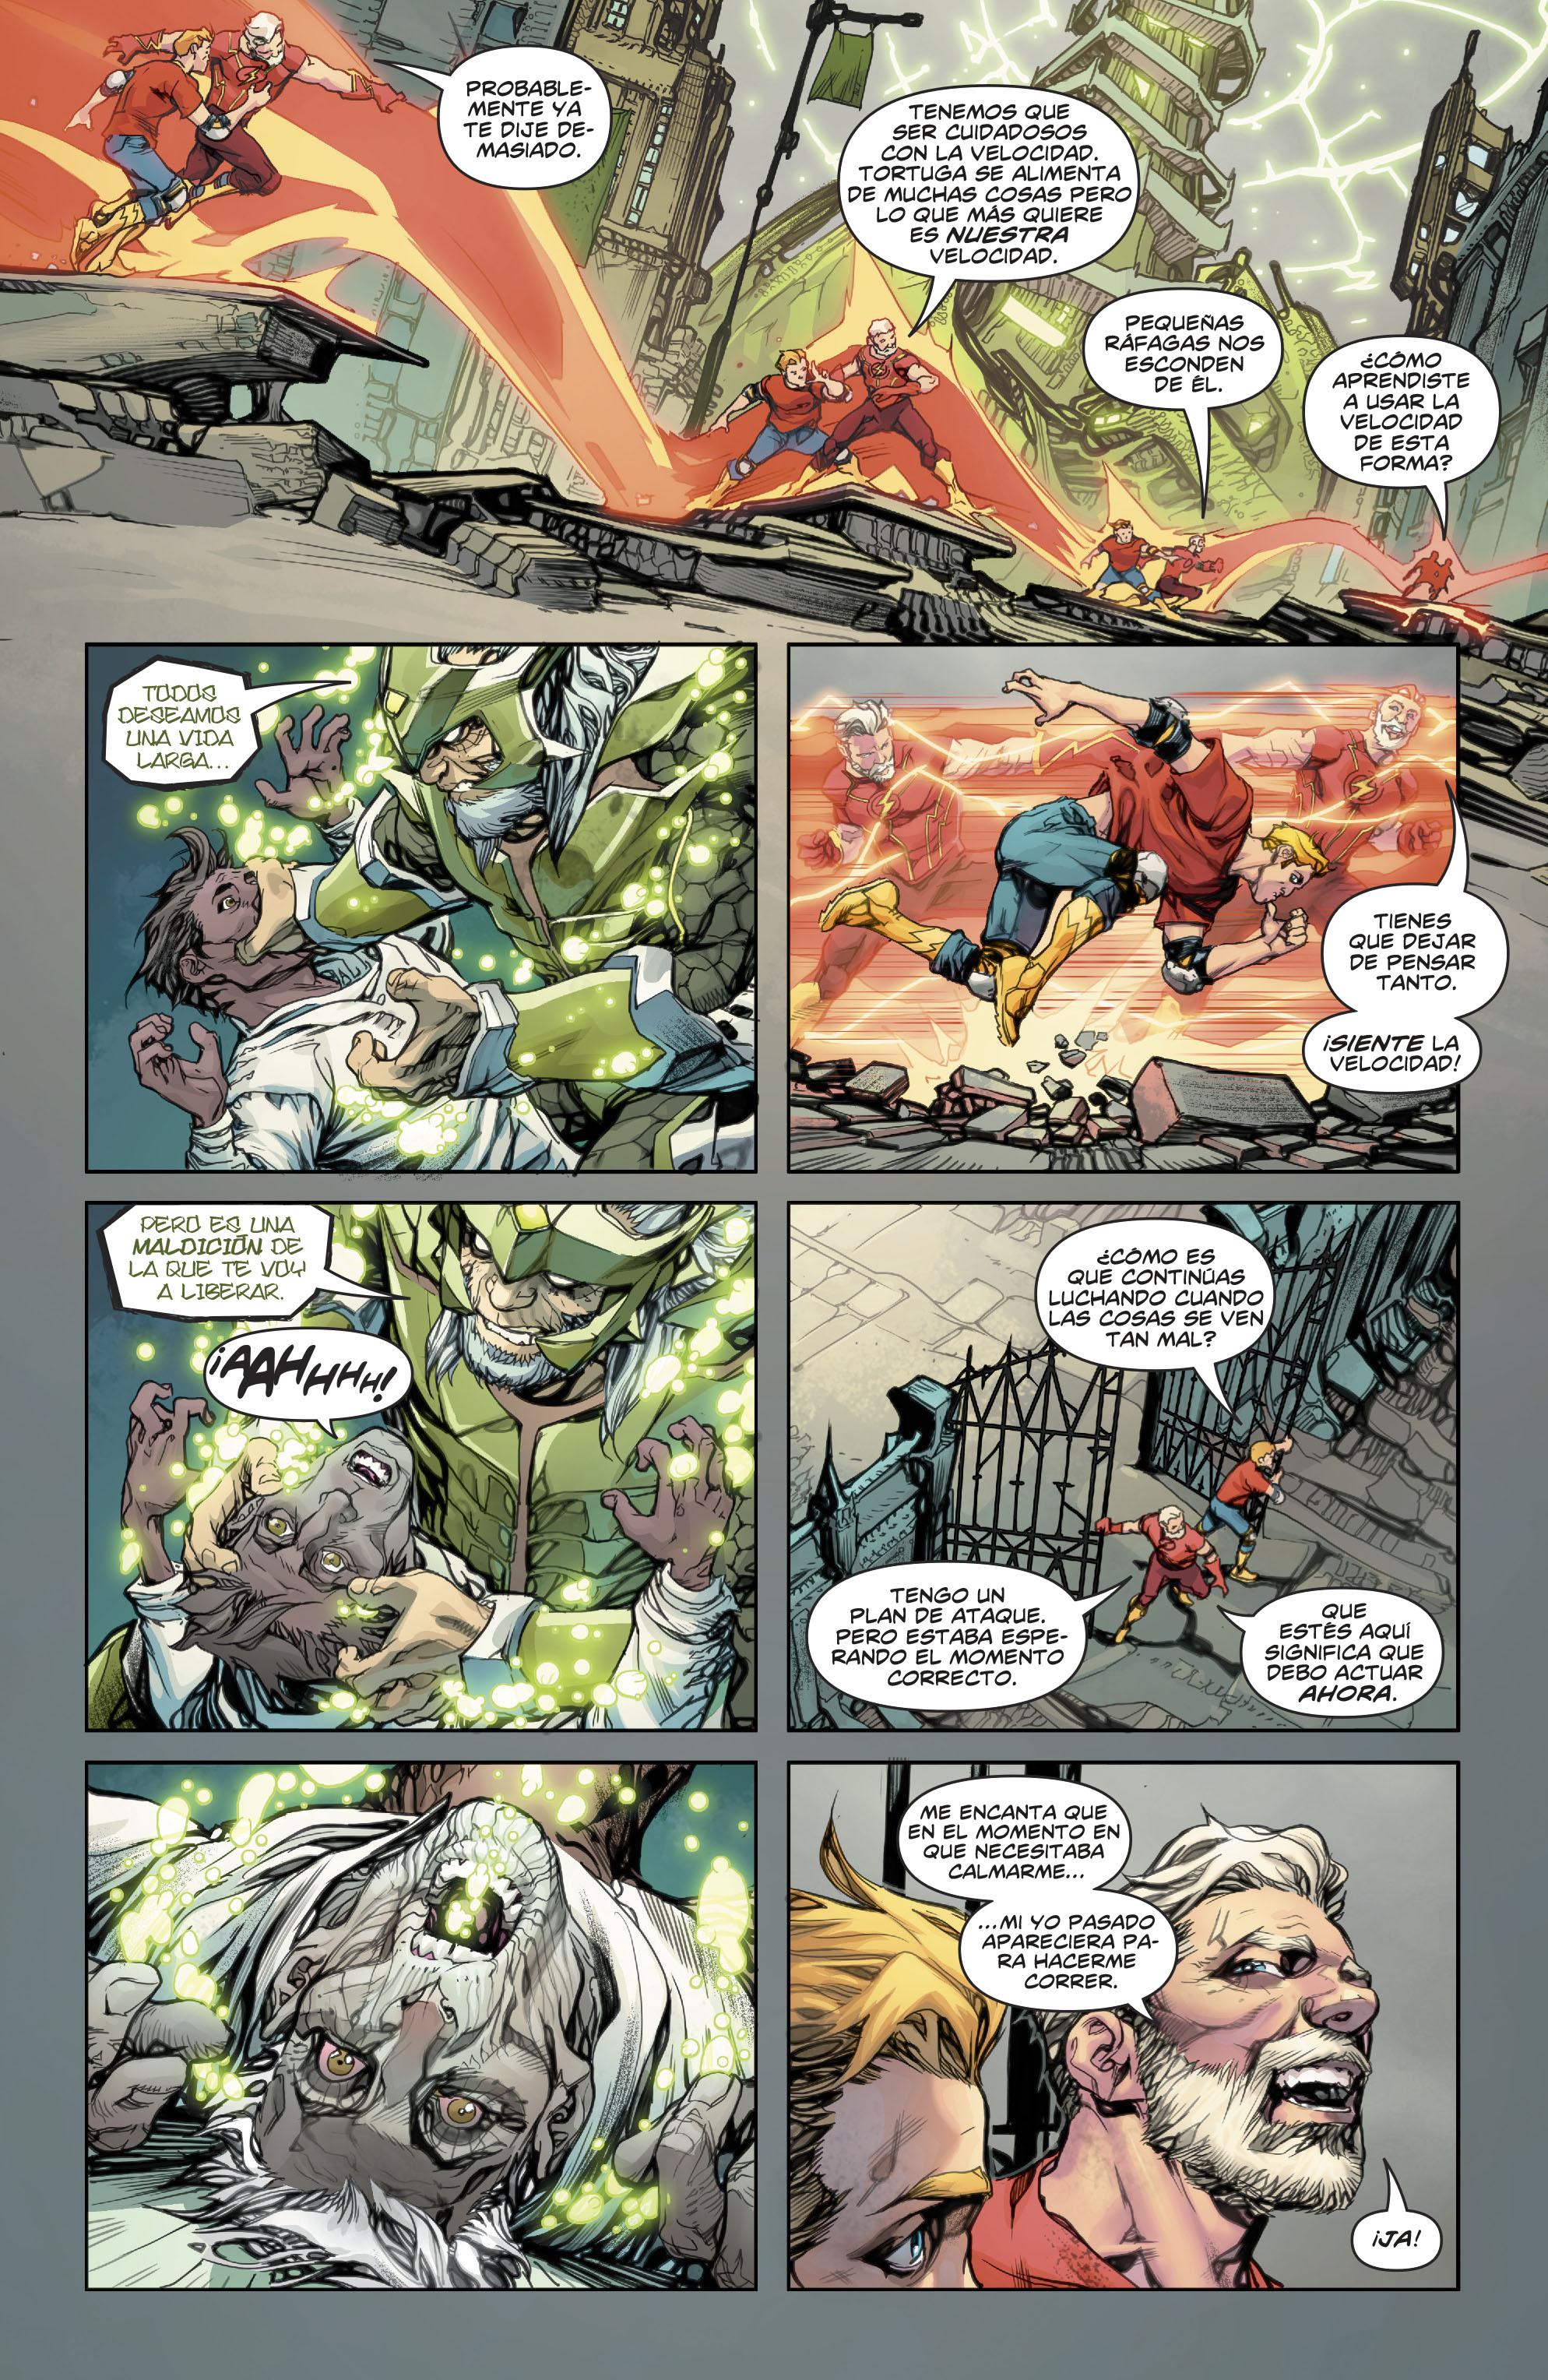 PROBABLE-
MENTE YA
TE DIJE DE-
MASIADO.
TENEMOS QUE
SER CUIDADOSOS
CON LA VELOCIDAD.
TORTUGA SE ALIMENTA
DE MUCHAS COSAS PERO
LO QUE MÁS QUIERE
ES NUESTRA
VELOCIDAD.
PEQUEÑAS
RÁFAGAS NOS
ESCONDEN
DE ÉL.
¿CÓMO
APRENDISTE
A USAR LA
VELOCIDAD
DE ESTA
FORMA?
TODOS
DESEAMOS
UNA VIDA
LARGA...
TIENES
QUE DEJAR
DE PENSAR
TANTO.
¡SIENTE LA
VELOCIDAD!
PERO ES UNA
MALDICIÓN DE
LA QUE TE VOY
A LIBERAR.
¡AAHHHH!
¿CÓMO ES
QUE CONTINÚAS
LUCHANDO CUANDO
LAS COSAS SE VEN
TAN MAL?
TENGO UN
PLAN DE ATAQUE.
PERO ESTABA ESPE-
RANDO EL MOMENTO
CORRECTO.
QUE
ESTÉS AQUÍ
SIGNIFICA QUE
DEBO ACTUAR
AHORA.
ME ENCANTA QUE
EN EL MOMENTO EN
QUE NECESITABA
CALMARME...
...MI YO PASADO
APARECIERA PA-
RA HACERME
CORRER.
¡JA!